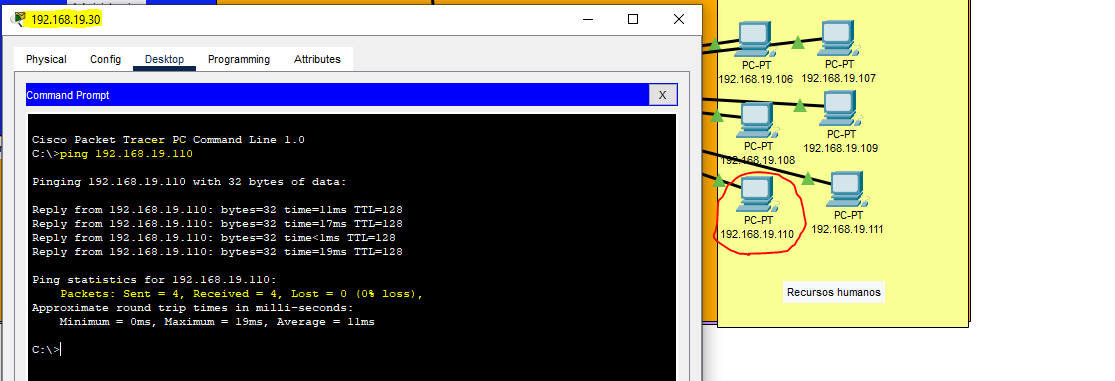 192.168.19.30
Physical Config Desktop Programming Attributes
Command Prompt X
Cisco Packet Tracer PC Command Line 1.0
C:\>ping 192.168.19.110
Pinging 192.168.19.110 with 32 bytes of data:
Reply from 192.168.19.110: bytes=32 time=11ms TTL=128
Reply from 192.168.19.110: bytes=32 time=17ms TTL=128
Reply from 192.168.19.110: bytes=32 time<1ms TTL=128
Reply from 192.168.19.110: bytes=32 time=19ms TTL=128
Ping statistics for 192.168.19.110:
Packets: Sent = 4, Received = 4, Lost = 0 (0% loss),
Approximate round trip times in milli-seconds:
Minimum = 0ms, Maximum = 19ms, Average = 11ms
C:\>
PC-PT
192.168.19.106
PC-PT
192.168.19.107
PC-PT
192.168.19.108
PC-PT
192.168.19.109
PC-PT
192.168.19.110
PC-PT
192.168.19.111
Recursos humanos